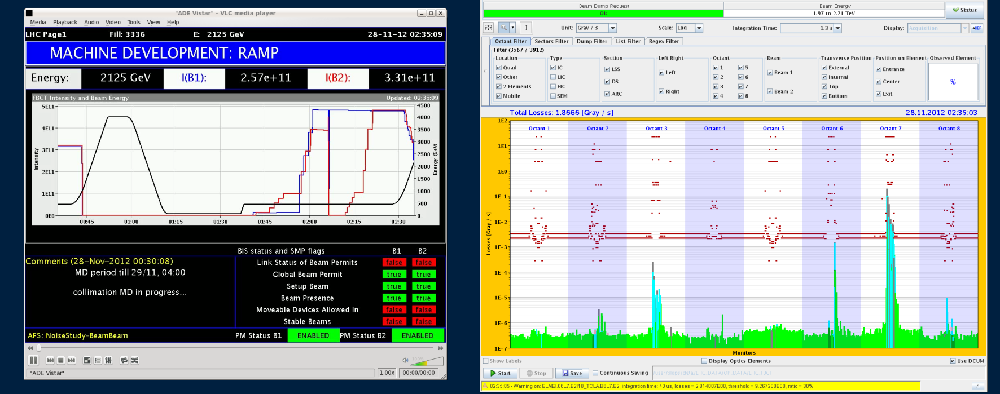 "ADE Vistar" - VLC media player
Media Playback Audio Video Tools View Help
LHC Page1 Fill: 3336 E: 2125 GeV 28-11-12 02:35:09
MACHINE DEVELOPMENT: RAMP
Energy: 2125 GeV I(B1): 2.57e+11 I(B2): 3.31e+11
FBCT Intensity and Beam Energy Updated: 02:35:09
5E11 4500
4000
4E11 3500
3E11 3000
2500
2E11 2000
1500
1E11 1000
500
0E0 0
Intensity
Energy (GeV)
00:45 01:00 01:15 01:30 01:45 02:00 02:15 02:30
BIS status and SMP flags B1 B2
Comments (28-Nov-2012 00:30:08)
MD period till 29/11, 04:00
collimation MD in progress...
Link Status of Beam Permits false false
Global Beam Permit true true
Setup Beam true true
Beam Presence true true
Moveable Devices Allowed In false false
Stable Beams false false
AFS: NoiseStudy-BeamBeam PM Status B1 ENABLED PM Status B2 ENABLED
100%
"ADE Vistar" 1.00x 00:00/00:00
Beam Dump Request Beam Energy
Ok 1.97 to 2.21 TeV
Status
Unit: Gray / s Scale: Log Integration Time: 1.3 s Display: Acquisition REF
Octant Filter Sectors Filter Dump Filter List Filter Regex Filter
Filter (3567 / 3912)
Location Type Section Left Right Octant Beam Transverse Position Position on Element Observed Element
Quad IC LSS Left 1 5 Beam 1 External Entrance %
Other LIC DS Right 2 6 Beam 2 Internal Center
2 Elements FIC ARC 3 7 Top Exit
Mobile SEM 4 8 Bottom
Total Losses: 1.8666 [Gray / s] 28.11.2012 02:35:03
Octant 1 Octant 2 Octant 3 Octant 4 Octant 5 Octant 6 Octant 7 Octant 8
1E2
1E1
1E0
1E-1
1E-2
1E-3
1E-4
1E-5
1E-6
1E-7
Losses [Gray / s]
Monitors
Show Labels Display Optics Elements Use DCUM
Start Stop Save Continuous Saving /user/slops/data/LHC_DATA/OP_DATA/LHC_FBCT
02:35:05 - Warning on: BLMEI.06L7.B2I10_TCLA.B6L7.B2, integration time: 40 us, losses = 2.814007E00, threshold = 9.267200E00, ratio = 30%